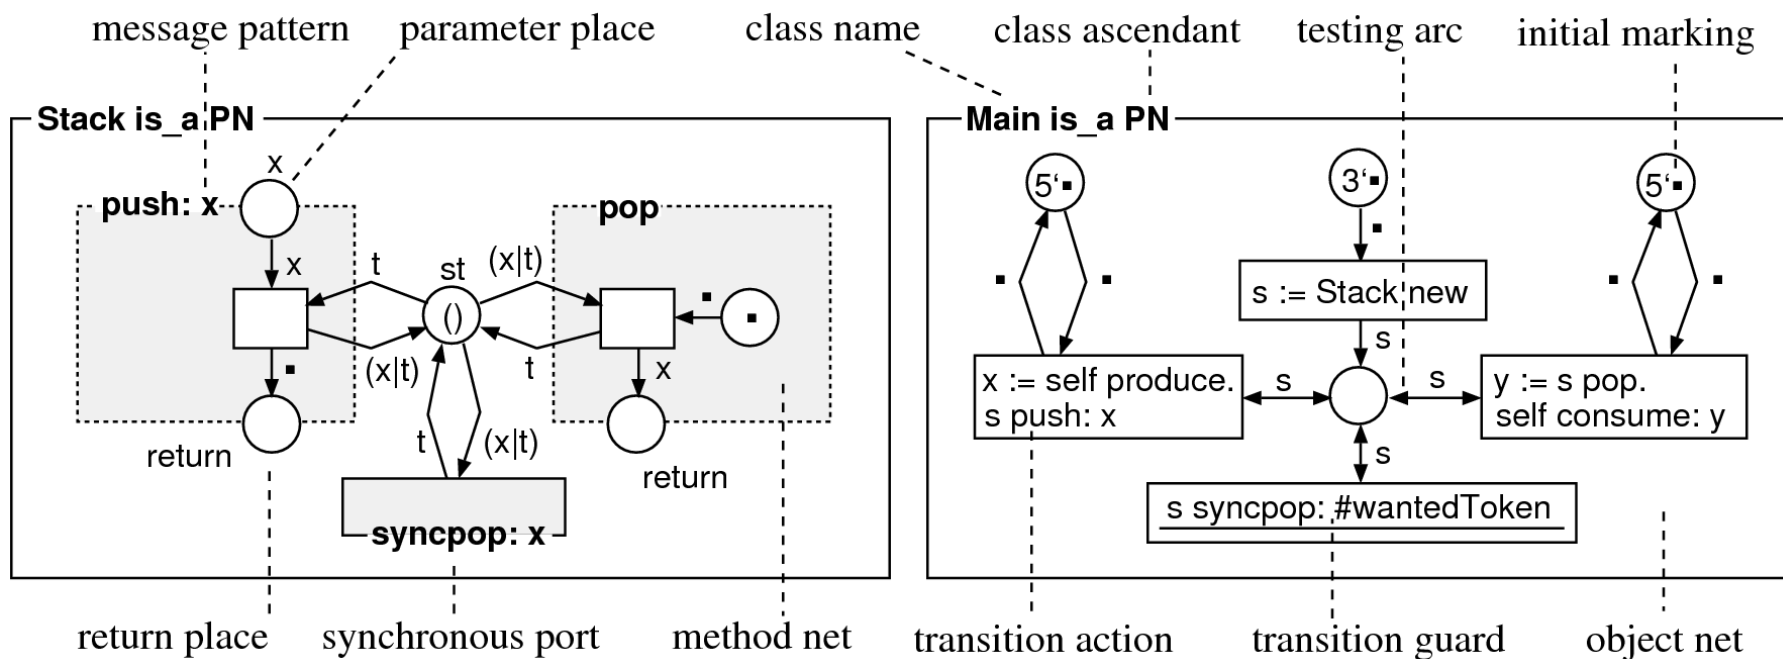 message pattern
parameter place
class name
class ascendant
testing arc
initial marking
Stack is_a PN
Main is_a PN
x
push: x
pop
x
t
st
(x|t)
()
(x|t)
t
x
return
t
(x|t)
return
syncpop: x
5‘▪
3‘▪
5‘▪
s := Stack new
s
x := self produce.
s push: x
s
s
y := s pop.
self consume: y
s
s syncpop: #wantedToken
return place
synchronous port
method net
transition action
transition guard
object net